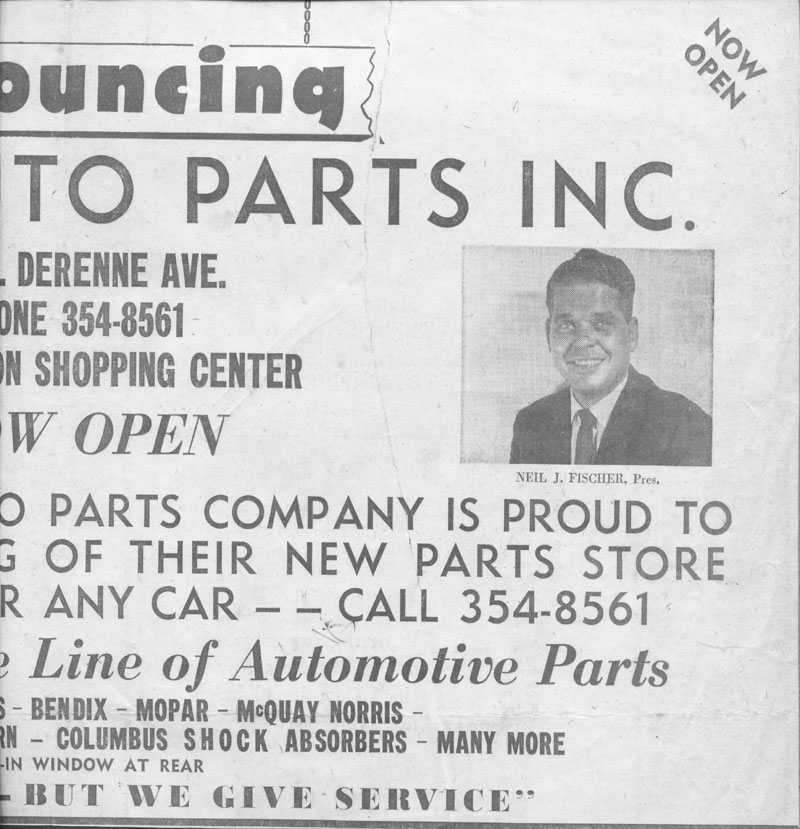 ouncing
NOW
OPEN
TO PARTS INC.
. DERENNE AVE.
ONE 354-8561
ON SHOPPING CENTER
OW OPEN
NEIL J. FISCHER, Pres.
O PARTS COMPANY IS PROUD TO
G OF THEIR NEW PARTS STORE
R ANY CAR – – CALL 354-8561
e Line of Automotive Parts
S - BENDIX - MOPAR - McQUAY NORRIS -
RN - COLUMBUS SHOCK ABSORBERS - MANY MORE
-IN WINDOW AT REAR
- BUT WE GIVE SERVICE"